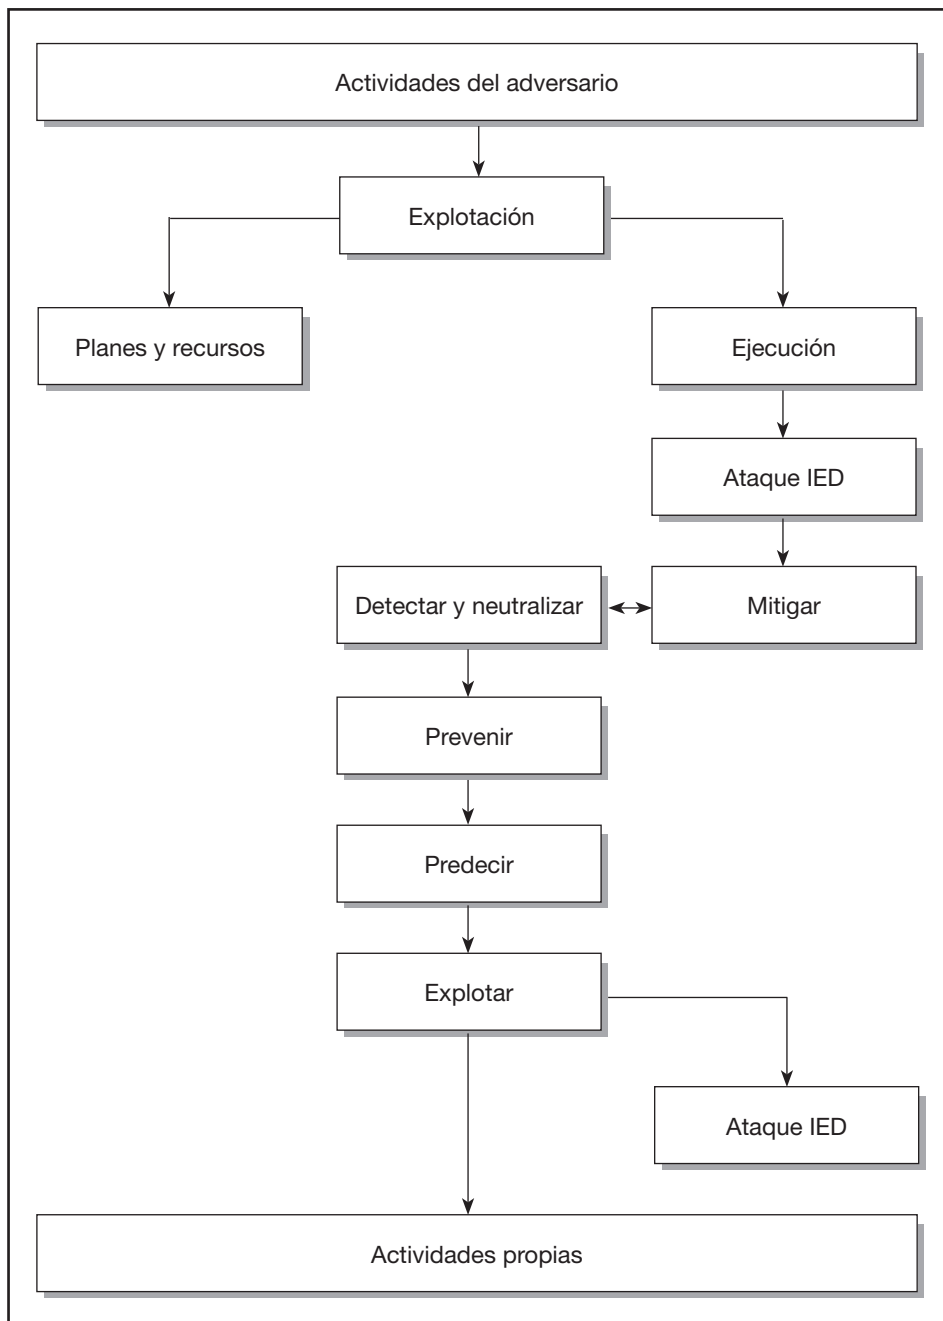 Actividades del adversario
Explotación
Planes y recursos
Ejecución
Ataque IED
Detectar y neutralizar
Mitigar
Prevenir
Predecir
Explotar
Ataque IED
Actividades propias